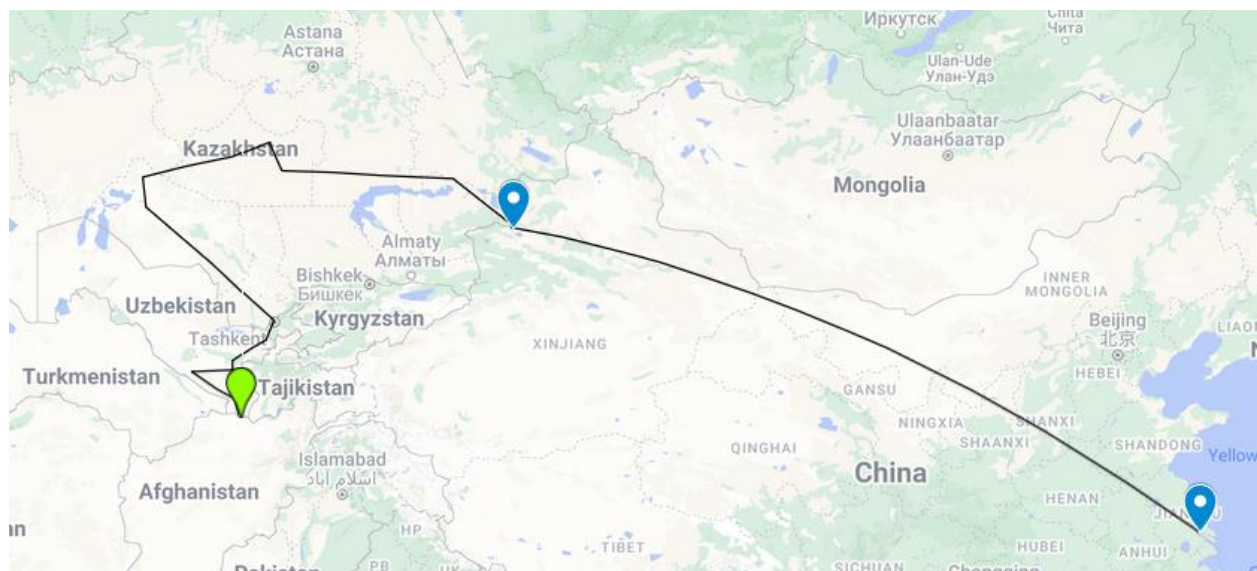 Иркутск
Chita
Чита
Astana
Астана
Ulan-Ude
Улан-Удэ
Ulaanbaatar
Улаанбаатар
Kazakhstan
Mongolia
Almaty
Алматы
Bishkek
Бишкек
INNER
MONGOLIA
Uzbekistan
Kyrgyzstan
Beijing
北京
Tashkent
XINJIANG
HEBEI
Turkmenistan
Tajikistan
GANSU
NINGXIA
SHANXI
SHAANXI
SHANDONG
QINGHAI
Yellow
Islamabad
اسلام آباد
China
Afghanistan
HENAN
HP
TIBET
HUBEI
ANHUI
PB
SICHUAN